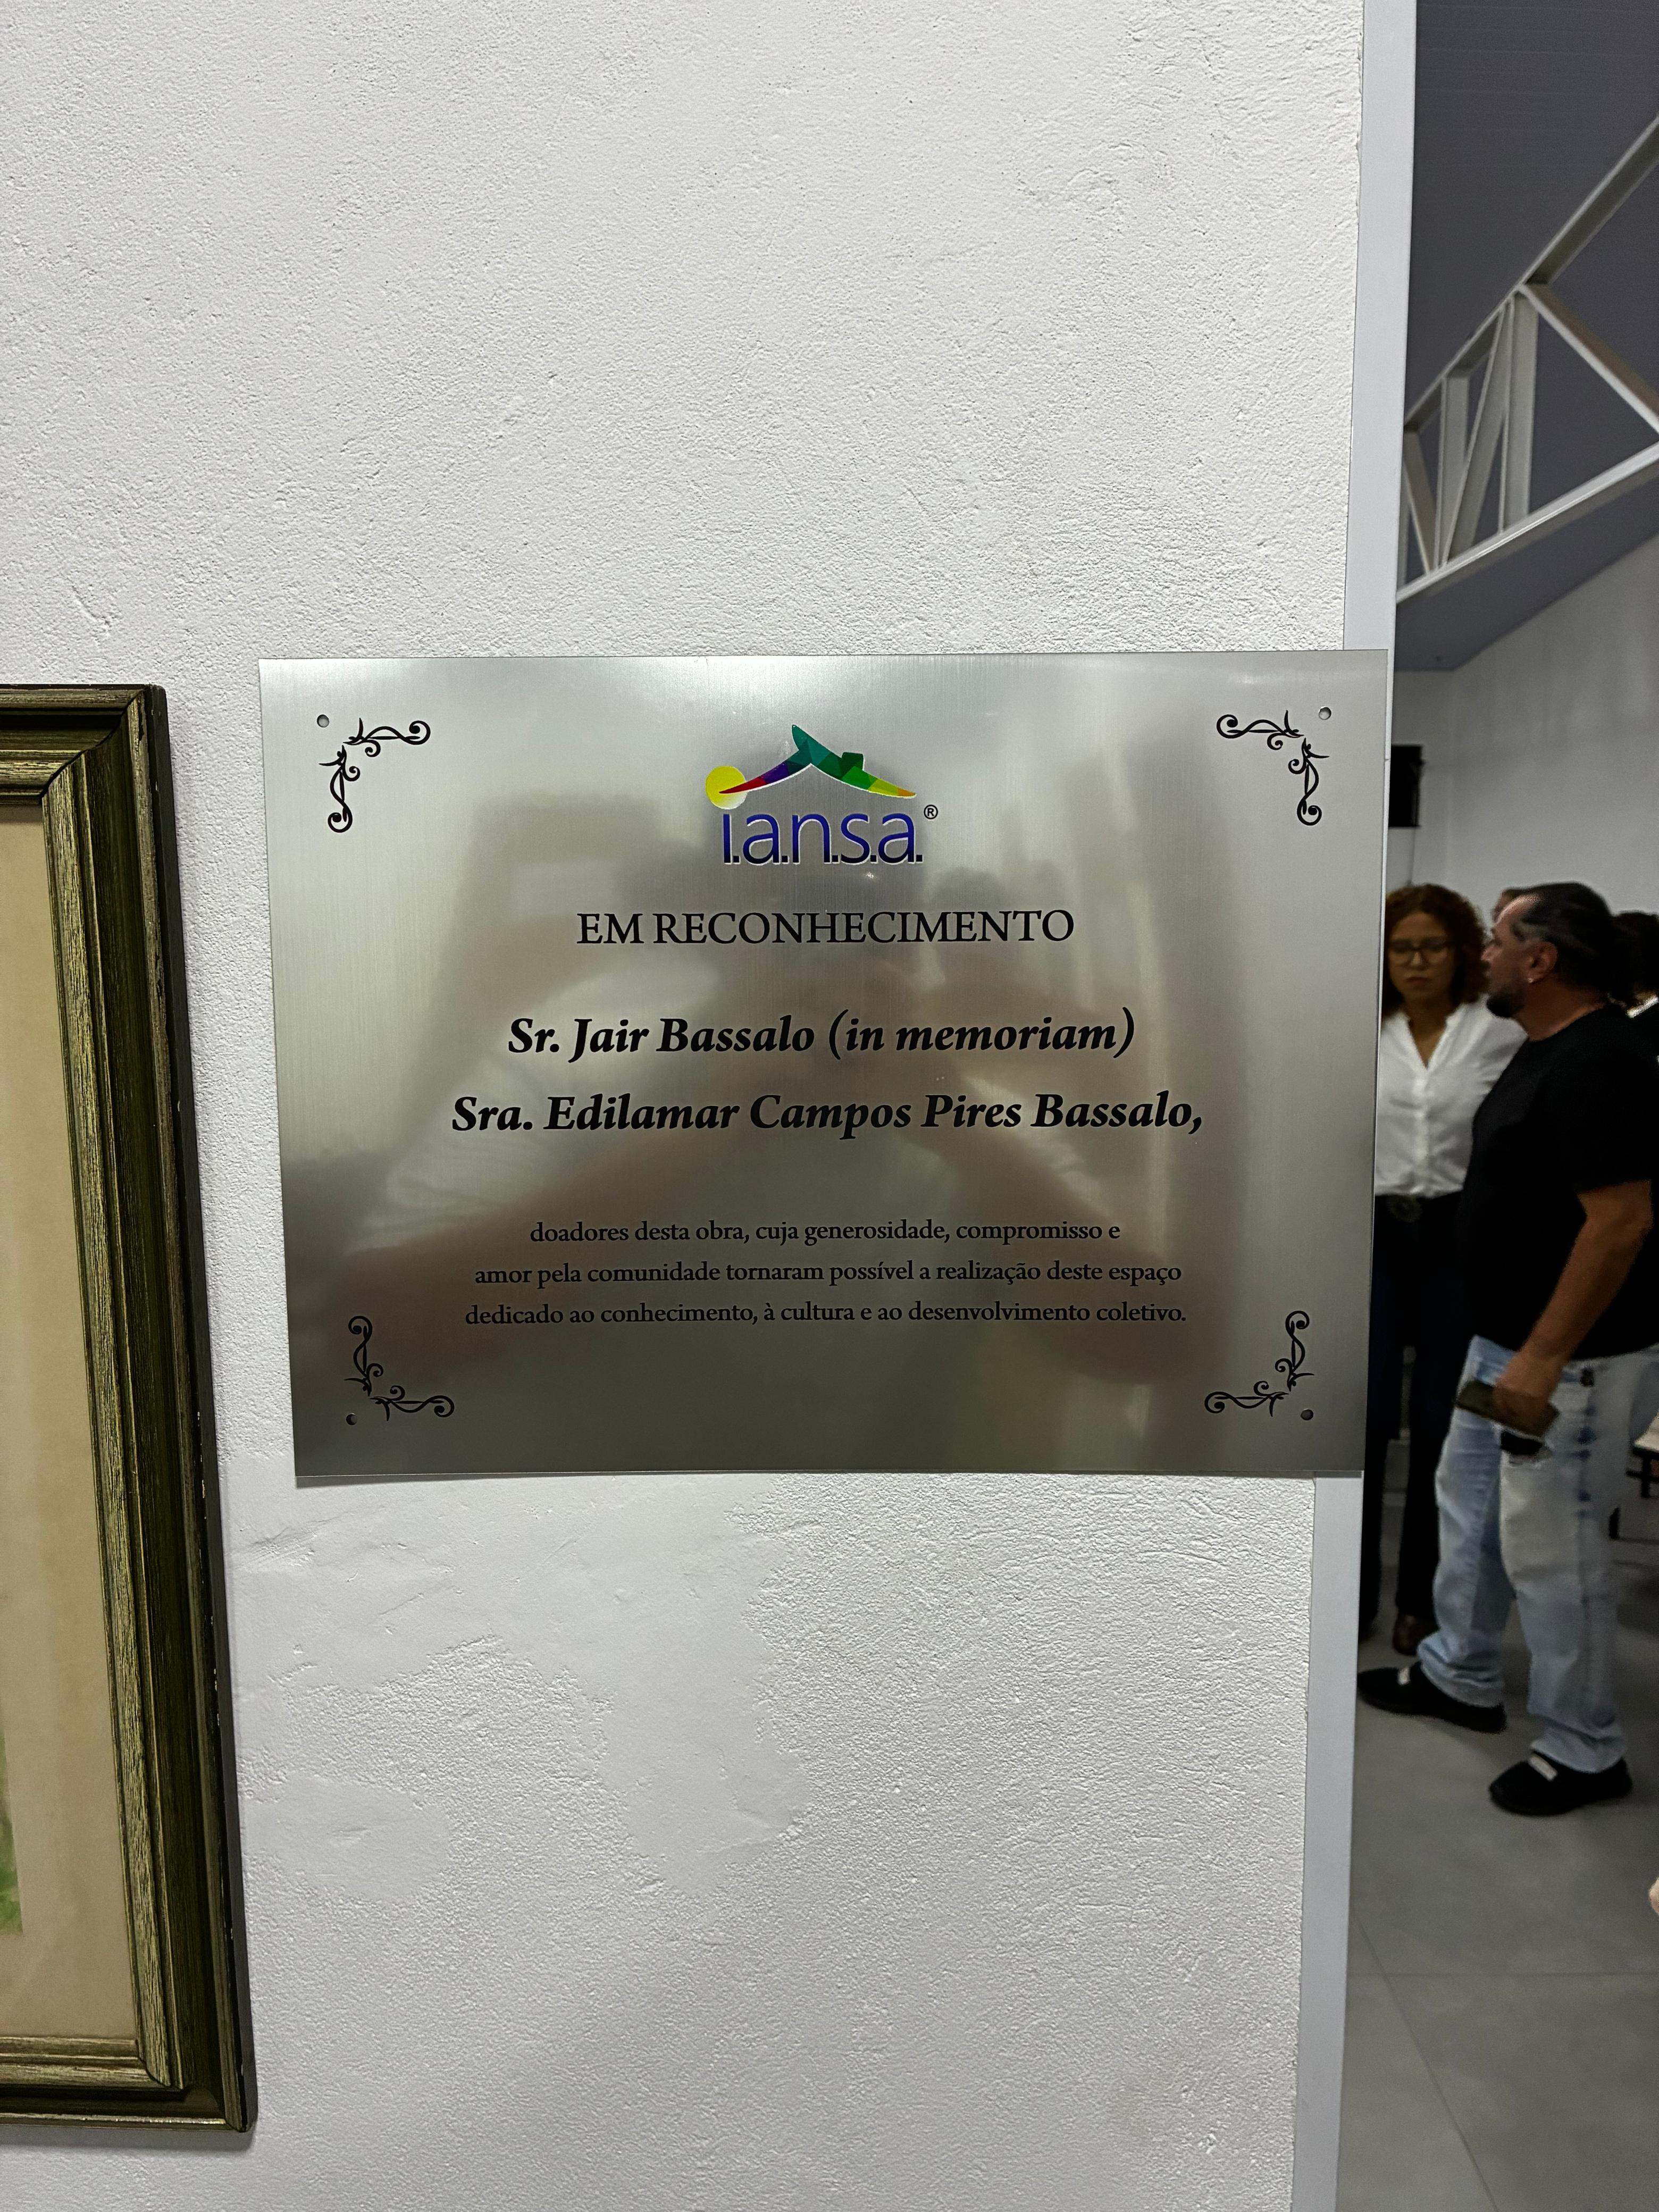 i.a.n.s.a.®
EM RECONHECIMENTO
Sr. Jair Bassalo (in memoriam)
Sra. Edilamar Campos Pires Bassalo,
doadores desta obra, cuja generosidade, compromisso e
amor pela comunidade tornaram possível a realização deste espaço
dedicado ao conhecimento, à cultura e ao desenvolvimento coletivo.